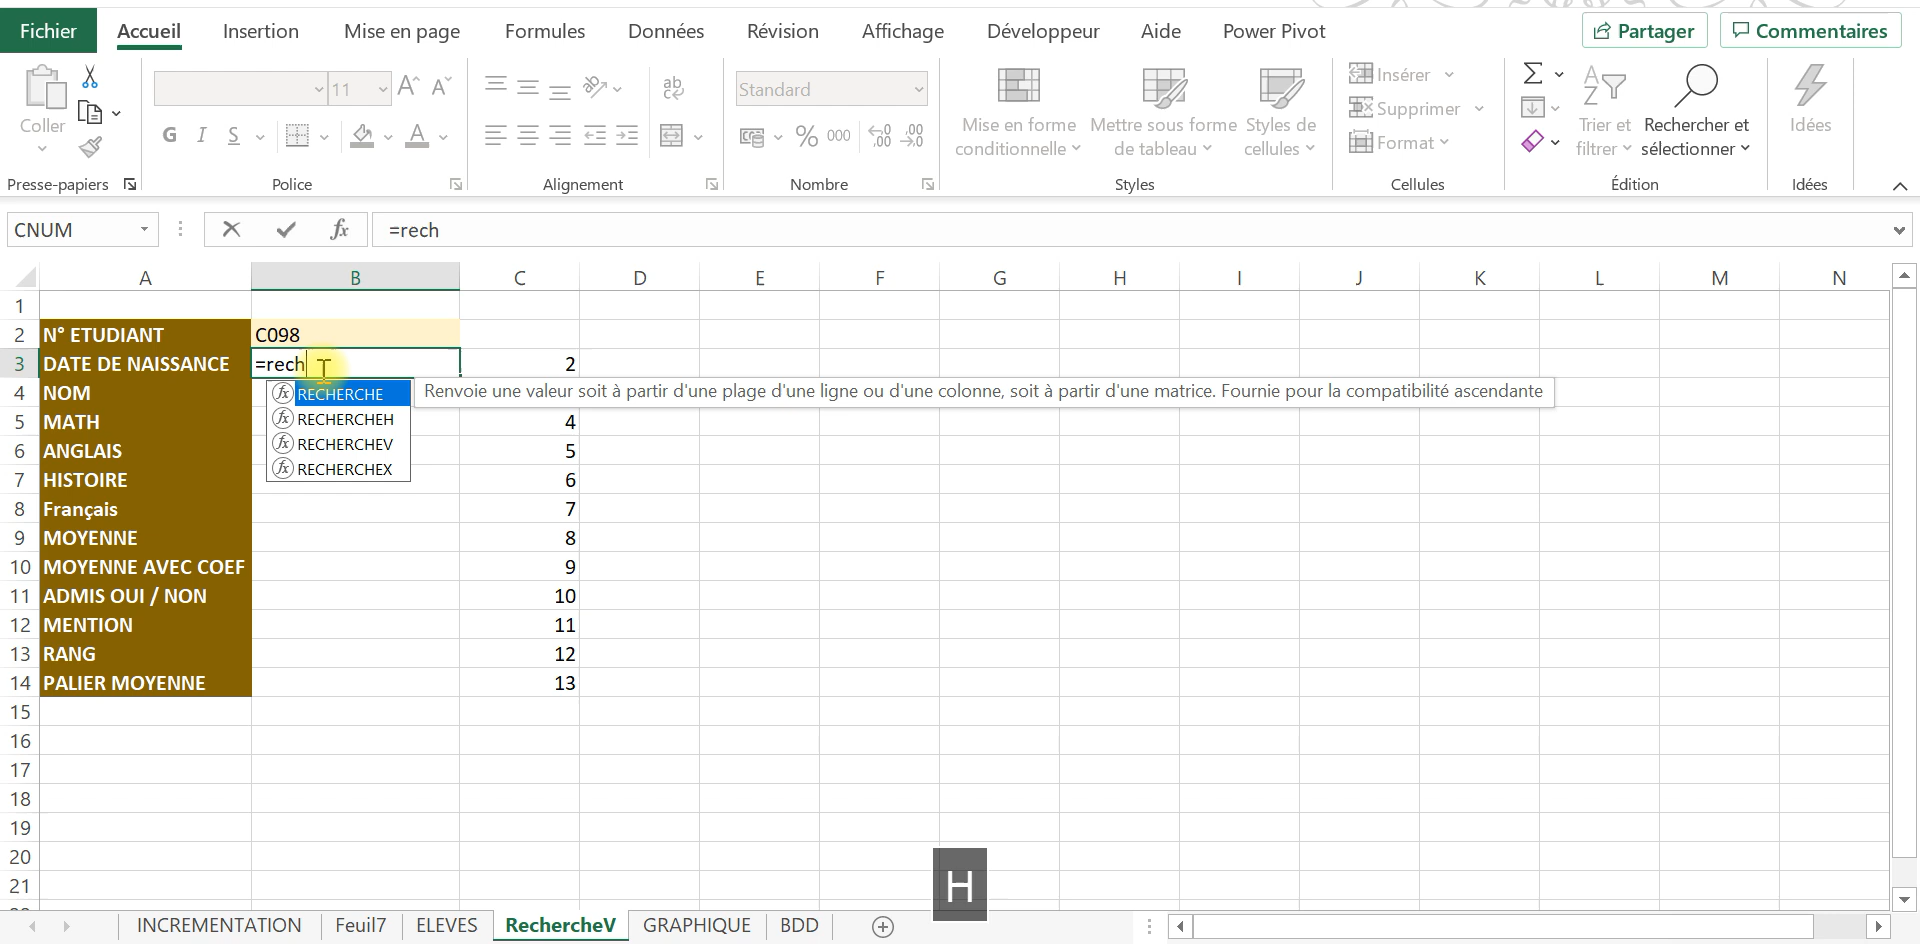 Fichier Accueil Insertion Mise en page Formules Données Révision Affichage Développeur Aide Power Pivot Partager Commentaires
Coller
Presse-papiers
11
G I S
Police
ab
Alignement
Standard
% 000
Nombre
Mise en forme conditionnelle
Mettre sous forme de tableau
Styles de cellules
Styles
Insérer
Supprimer
Format
Cellules
Trier et filtrer
Rechercher et sélectionner
Édition
Idées
Idées
CNUM fx =rech
A B C D E F G H I J K L M N
1
2 N° ETUDIANT C098
3 DATE DE NAISSANCE =rech 2
4 NOM
5 MATH 4
6 ANGLAIS 5
7 HISTOIRE 6
8 Français 7
9 MOYENNE 8
10 MOYENNE AVEC COEF 9
11 ADMIS OUI / NON 10
12 MENTION 11
13 RANG 12
14 PALIER MOYENNE 13
15
16
17
18
19
20
21
RECHERCHE
RECHERCHEH
RECHERCHEV
RECHERCHEX
Renvoie une valeur soit à partir d'une plage d'une ligne ou d'une colonne, soit à partir d'une matrice. Fournie pour la compatibilité ascendante
H
INCREMENTATION Feuil7 ELEVES RechercheV GRAPHIQUE BDD